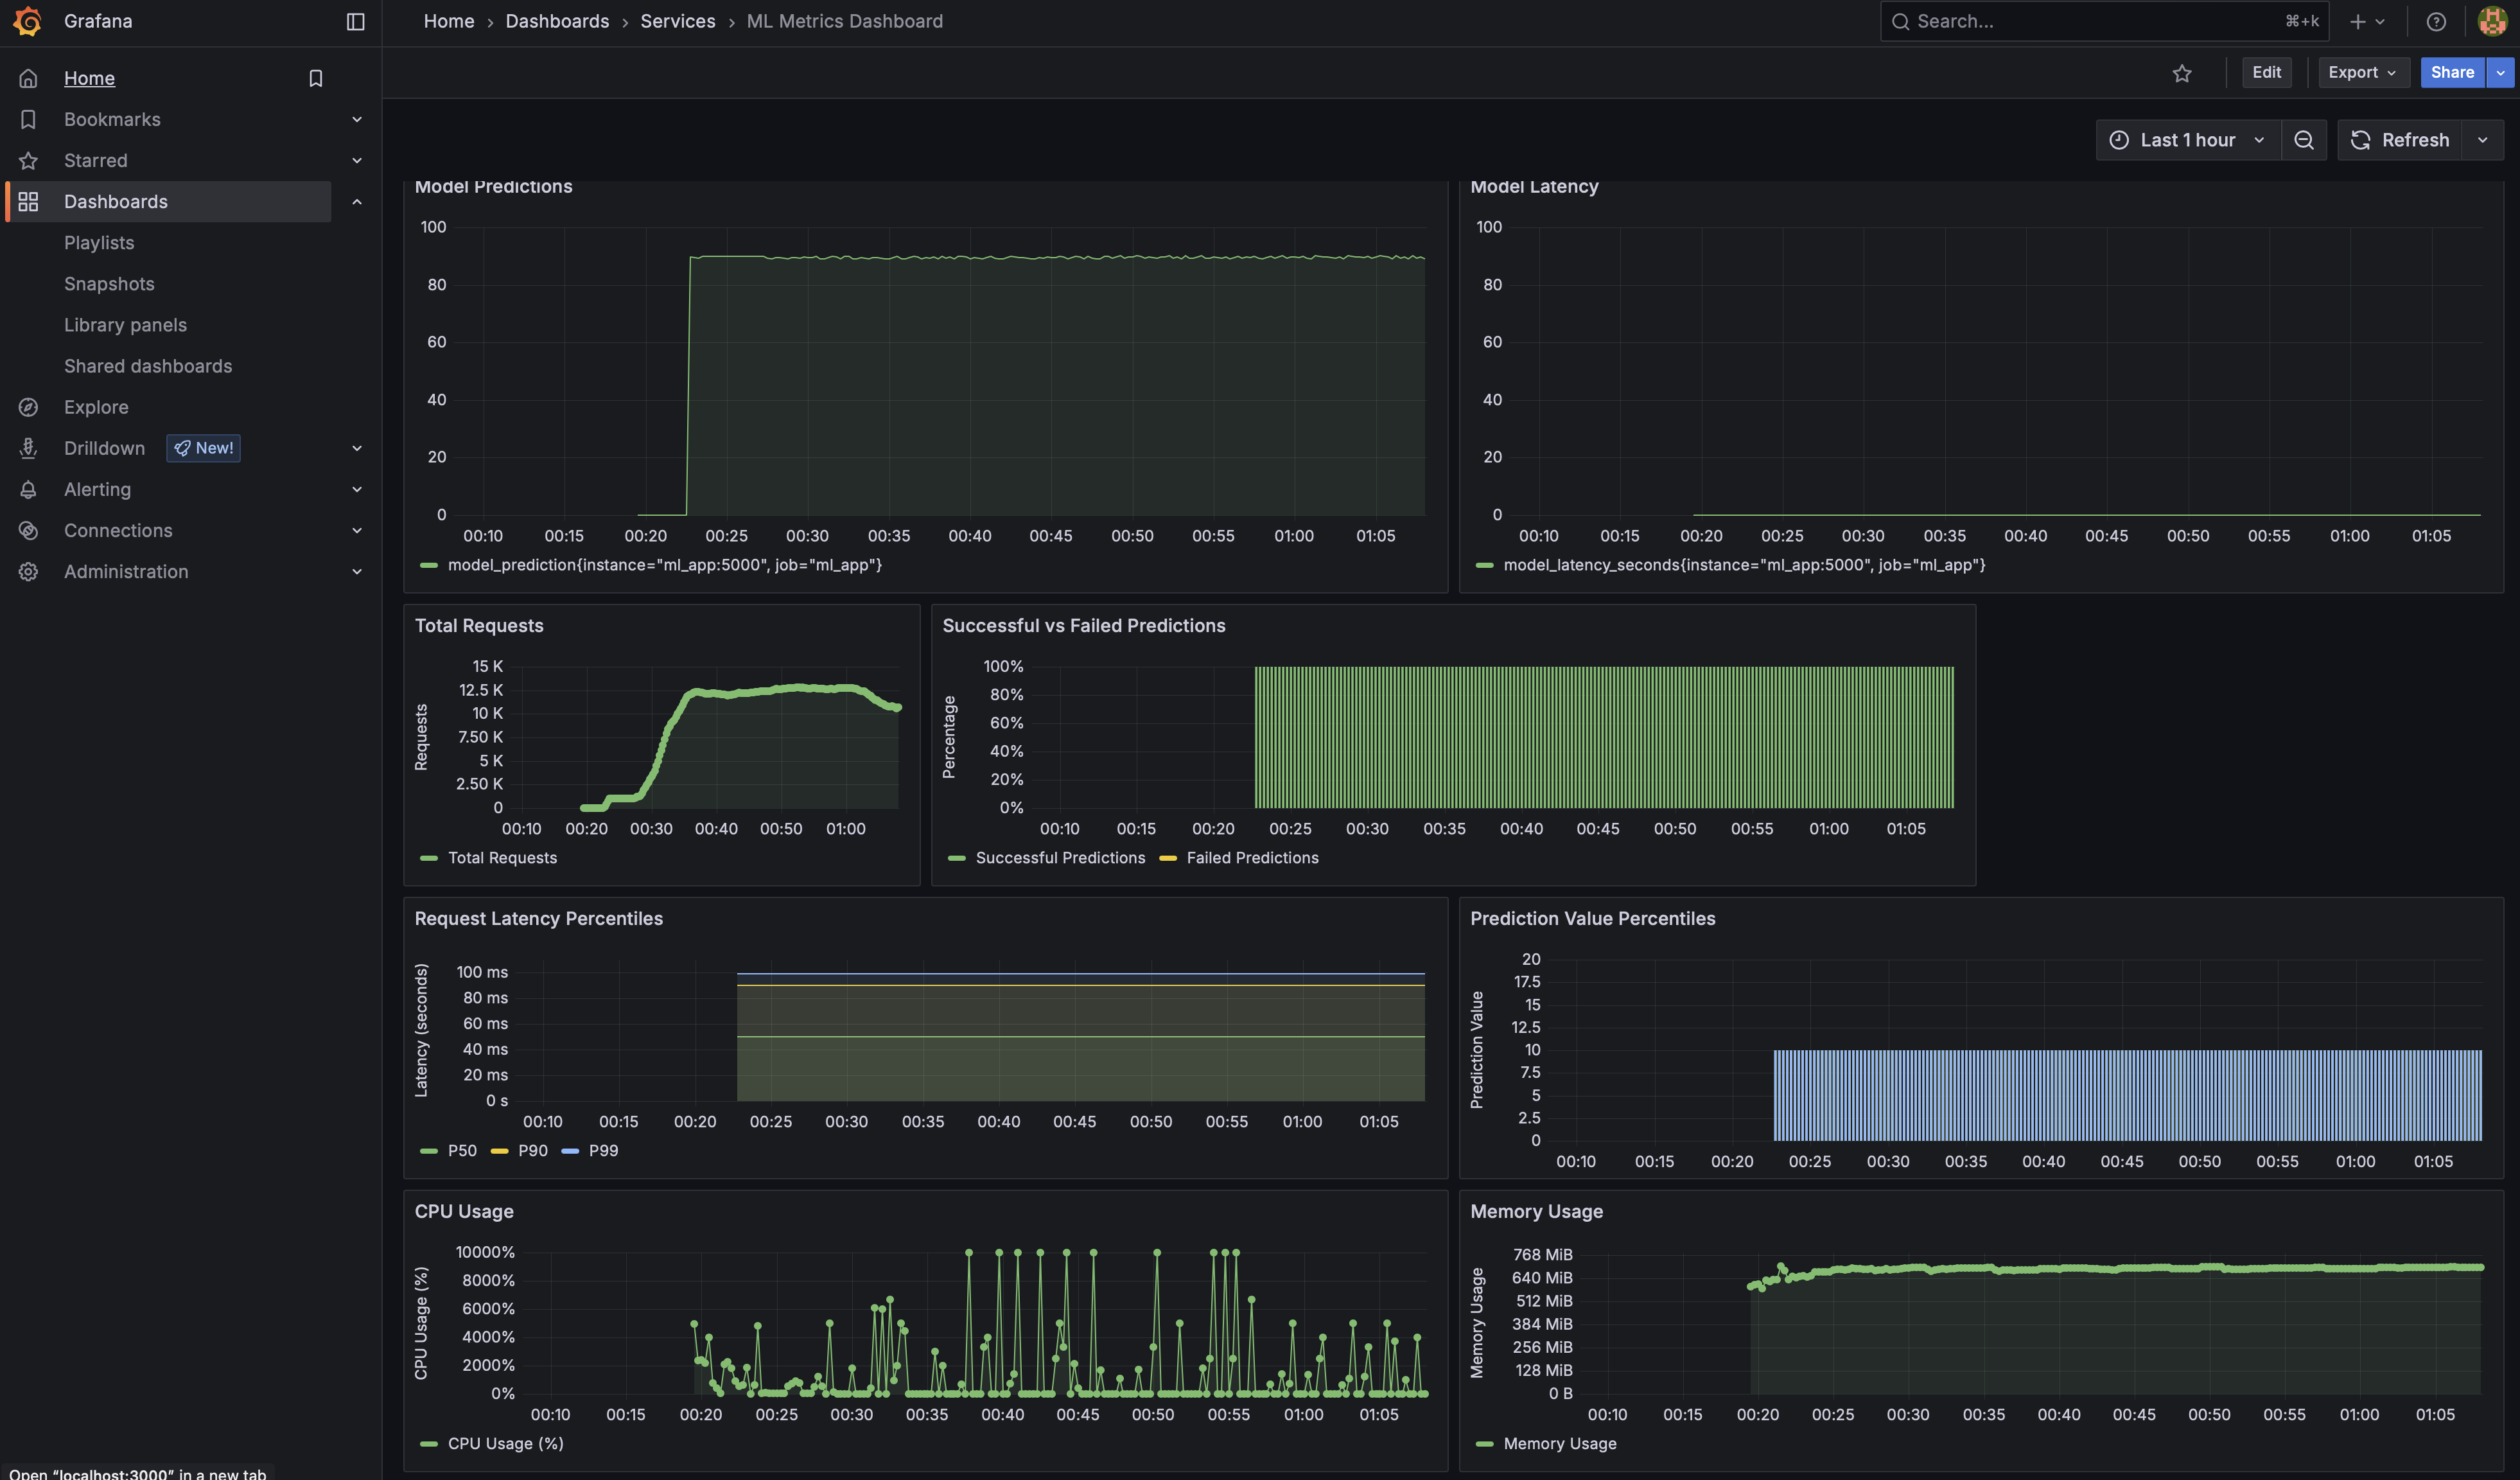 Grafana
Home › Dashboards › Services › ML Metrics Dashboard
Search... ⌘+k
Home
Bookmarks
Starred
Dashboards
Playlists
Snapshots
Library panels
Shared dashboards
Explore
Drilldown New!
Alerting
Connections
Administration
Edit Export Share
Last 1 hour Refresh
Model Predictions
100
80
60
40
20
0
00:10 00:15 00:20 00:25 00:30 00:35 00:40 00:45 00:50 00:55 01:00 01:05
model_prediction{instance="ml_app:5000", job="ml_app"}
Model Latency
100
80
60
40
20
0
00:10 00:15 00:20 00:25 00:30 00:35 00:40 00:45 00:50 00:55 01:00 01:05
model_latency_seconds{instance="ml_app:5000", job="ml_app"}
Total Requests
Requests
15 K
12.5 K
10 K
7.50 K
5 K
2.50 K
0
00:10 00:20 00:30 00:40 00:50 01:00
Total Requests
Successful vs Failed Predictions
Percentage
100%
80%
60%
40%
20%
0%
00:10 00:15 00:20 00:25 00:30 00:35 00:40 00:45 00:50 00:55 01:00 01:05
Successful Predictions Failed Predictions
Request Latency Percentiles
Latency (seconds)
100 ms
80 ms
60 ms
40 ms
20 ms
0 s
00:10 00:15 00:20 00:25 00:30 00:35 00:40 00:45 00:50 00:55 01:00 01:05
P50 P90 P99
Prediction Value Percentiles
Prediction Value
20
17.5
15
12.5
10
7.5
5
2.5
0
00:10 00:15 00:20 00:25 00:30 00:35 00:40 00:45 00:50 00:55 01:00 01:05
CPU Usage
CPU Usage (%)
10000%
8000%
6000%
4000%
2000%
0%
00:10 00:15 00:20 00:25 00:30 00:35 00:40 00:45 00:50 00:55 01:00 01:05
CPU Usage (%)
Memory Usage
Memory Usage
768 MiB
640 MiB
512 MiB
384 MiB
256 MiB
128 MiB
0 B
00:10 00:15 00:20 00:25 00:30 00:35 00:40 00:45 00:50 00:55 01:00 01:05
Memory Usage
Open "localhost:3000" in a new tab